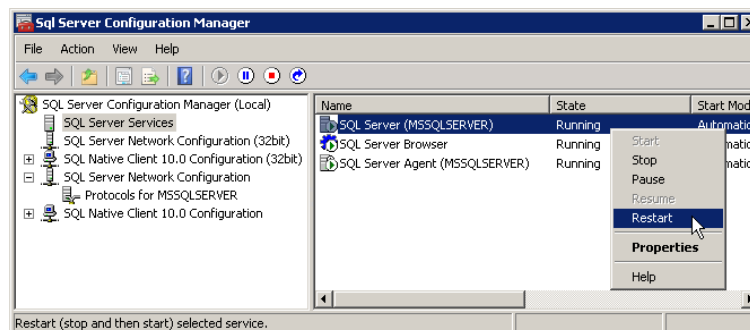 Sql Server Configuration Manager
File Action View Help
SQL Server Configuration Manager (Local)
SQL Server Services
SQL Server Network Configuration (32bit)
SQL Native Client 10.0 Configuration (32bit)
SQL Server Network Configuration
Protocols for MSSQLSERVER
SQL Native Client 10.0 Configuration
Name State Start Mod
SQL Server (MSSQLSERVER) Running Automatic
SQL Server Browser Running matic
SQL Server Agent (MSSQLSERVER) Running matic
Start
Stop
Pause
Resume
Restart
Properties
Help
Restart (stop and then start) selected service.